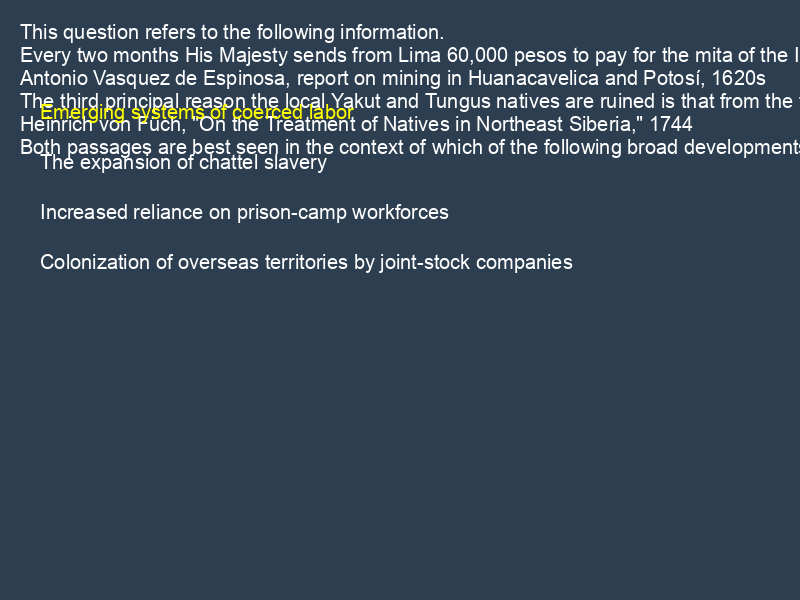 This question refers to the following information.
Every two months His Majesty sends from Lima 60,000 pesos to pay for the mita of the
Antonio Vasquez de Espinosa, report on mining in Huanacavelica and Potosí, 1620s
The third principal reason the local Yakut and Tungus natives are ruined is that from the
Emerging systems of coerced labor
Heinrich von Fuch, "On the Treatment of Natives in Northeast Siberia," 1744
Both passages are best seen in the context of which of the following broad developments
The expansion of chattel slavery
Increased reliance on prison-camp workforces
Colonization of overseas territories by joint-stock companies